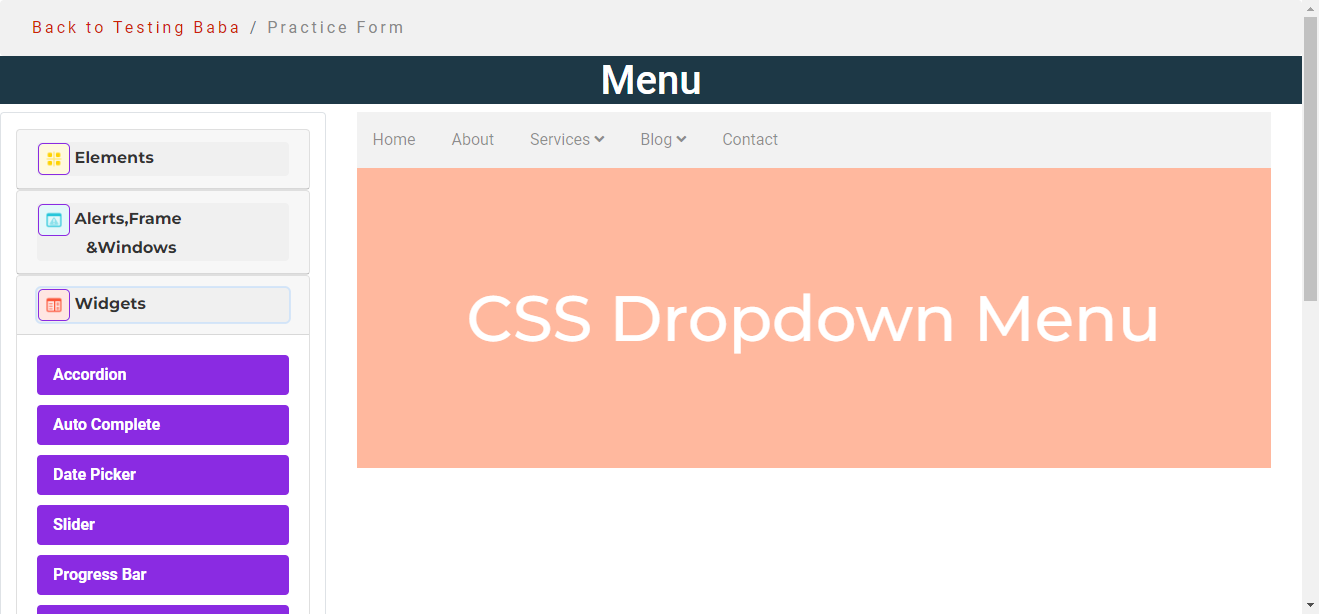 Back to Testing Baba / Practice Form
Menu
Elements
Alerts,Frame
&Windows
Widgets
Accordion
Auto Complete
Date Picker
Slider
Progress Bar
Home About Services Blog Contact
CSS Dropdown Menu